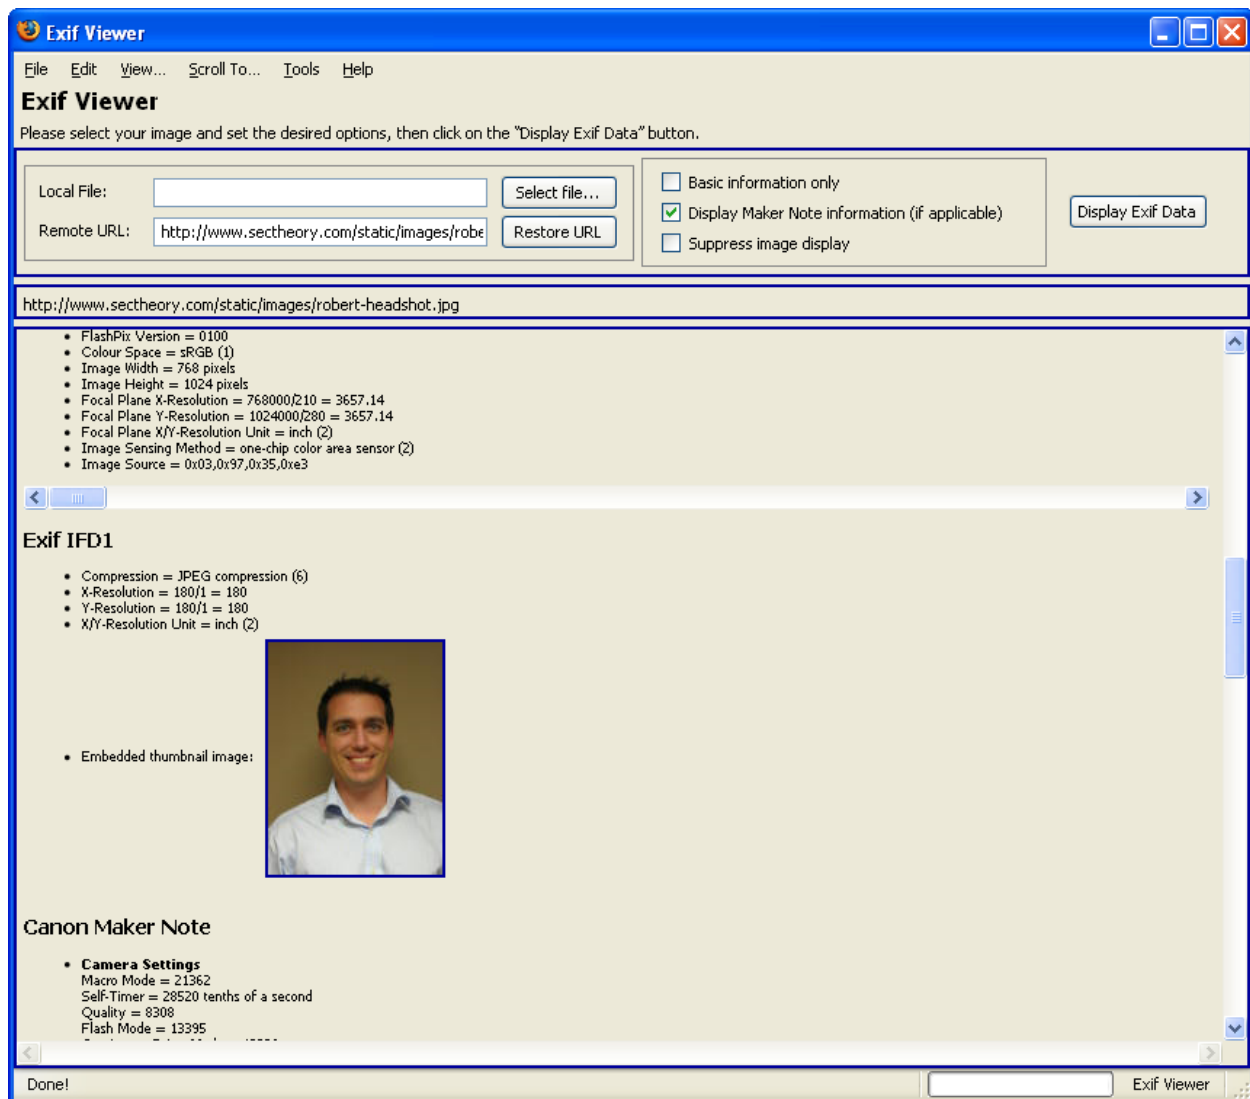 Exif Viewer
File Edit View... Scroll To... Tools Help
Exif Viewer
Please select your image and set the desired options, then click on the "Display Exif Data" button.
Local File:
Select file...
Remote URL:
http://www.sectheory.com/static/images/robe
Restore URL
Basic information only
Display Maker Note information (if applicable)
Suppress image display
Display Exif Data
http://www.sectheory.com/static/images/robert-headshot.jpg
• FlashPix Version = 0100
• Colour Space = sRGB (1)
• Image Width = 768 pixels
• Image Height = 1024 pixels
• Focal Plane X-Resolution = 768000/210 = 3657.14
• Focal Plane Y-Resolution = 1024000/280 = 3657.14
• Focal Plane X/Y-Resolution Unit = inch (2)
• Image Sensing Method = one-chip color area sensor (2)
• Image Source = 0x03,0x97,0x35,0xe3
Exif IFD1
• Compression = JPEG compression (6)
• X-Resolution = 180/1 = 180
• Y-Resolution = 180/1 = 180
• X/Y-Resolution Unit = inch (2)
• Embedded thumbnail image:
Canon Maker Note
• Camera Settings
Macro Mode = 21362
Self-Timer = 28520 tenths of a second
Quality = 8308
Flash Mode = 13395
Done!
Exif Viewer